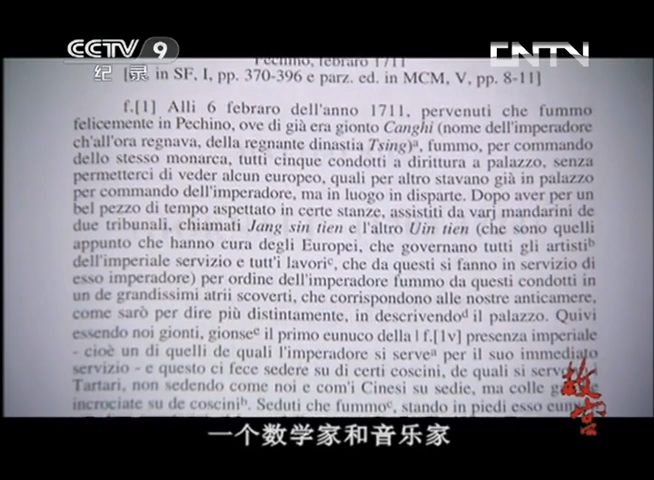 CCTV 9
纪录
CNTV
Pechino, febraro 1711
[Ed. in SF, I, pp. 370-396 e parz. ed. in MCM, V, pp. 8-11]
f.[1] Alli 6 febraro dell'anno 1711, pervenuti che fummo
felicemente in Pechino, ove di già era gionto Canghi (nome dell'imperadore
ch'all'ora regnava, della regnante dinastia Tsing)ª, fummo, per commando
dello stesso monarca, tutti cinque condotti a dirittura a palazzo, senza
permetterci di veder alcun europeo, quali per altro stavano già in palazzo
per commando dell'imperadore, ma in luogo in disparte. Dopo aver per un
bel pezzo di tempo aspettato in certe stanze, assistiti da varj mandarini de
due tribunali, chiamati Jang sin tien e l'altro Uin tien (che sono quelli
appunto che hanno cura degli Europei, che governano tutti gli artistiᵇ
dell'imperiale servizio e tutt'i lavoriᶜ, che da questi si fanno in servizio di
esso imperadore) per ordine dell'imperadore fummo da questi condotti in
un de grandissimi atrii scoverti, che corrispondono alle nostre anticamere,
come sarò per dire più distintamente, in descrivendoᵈ il palazzo. Quivi
essendo noi gionti, gionseᵉ il primo eunuco della | f.[1v] presenza imperiale
- cioè un di quelli de quali l'imperadore si serveª per il suo immediato
servizio - e questo ci fece sedere su di certi coscini, de quali si serv
Tartari, non sedendo come noi e com'i Cinesi su sedie, ma colle g
incrociate su de cosciniᵇ. Seduti che fummoᶜ, stando in piedi esso eun
故宫
一个数学家和音乐家